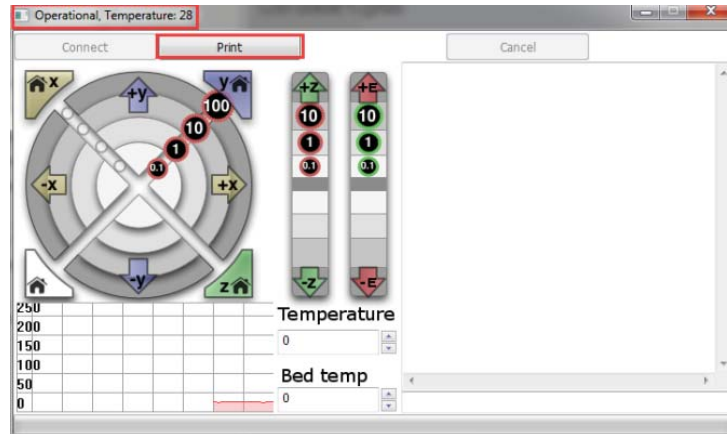 Operational, Temperature: 28
Connect
Print
Cancel
x
+y
y
100
10
1
0.1
-x
+x
-y
z
+Z
10
1
0.1
-Z
+E
10
1
0.1
-E
250
200
150
100
50
0
Temperature
0
Bed temp
0